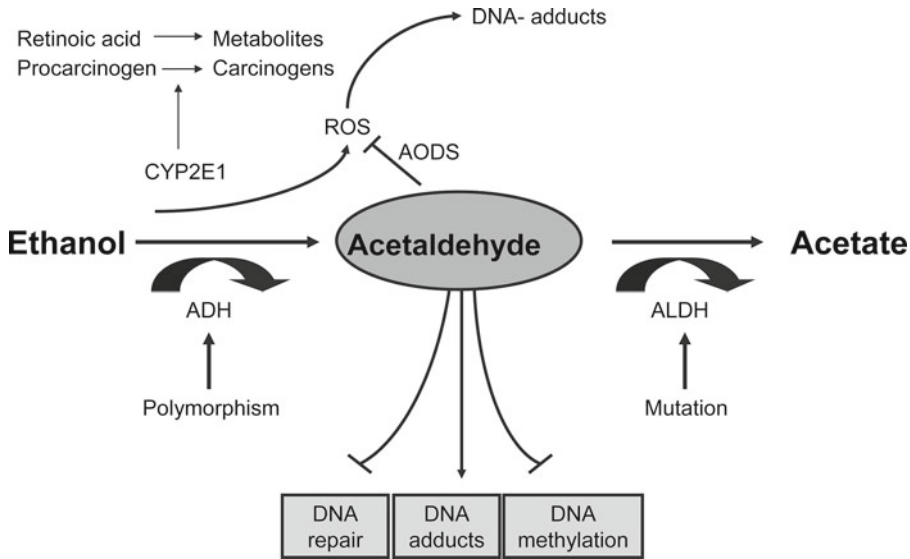 DNA- adducts
Retinoic acid Metabolites
Procarcinogen Carcinogens
ROS
AODS
CYP2E1
Ethanol Acetaldehyde Acetate
ADH ALDH
Polymorphism Mutation
DNA DNA DNA
repair adducts methylation